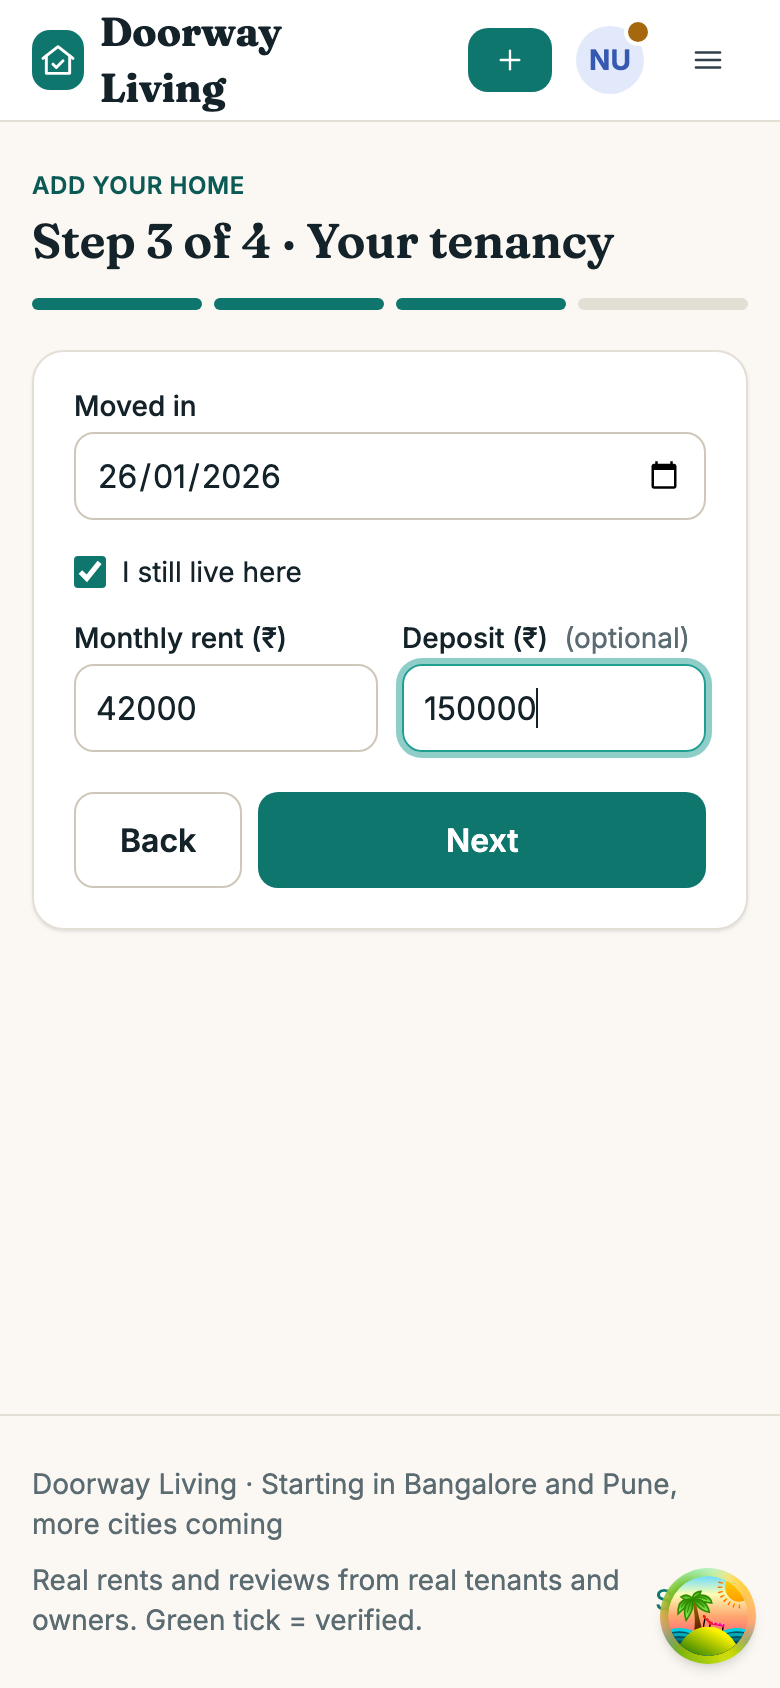 Doorway
Living
NU
ADD YOUR HOME
Step 3 of 4 · Your tenancy
Moved in
26/01/2026
I still live here
Monthly rent (₹)
Deposit (₹) (optional)
42000
150000
Back
Next
Doorway Living · Starting in Bangalore and Pune,
more cities coming
Real rents and reviews from real tenants and
owners. Green tick = verified.